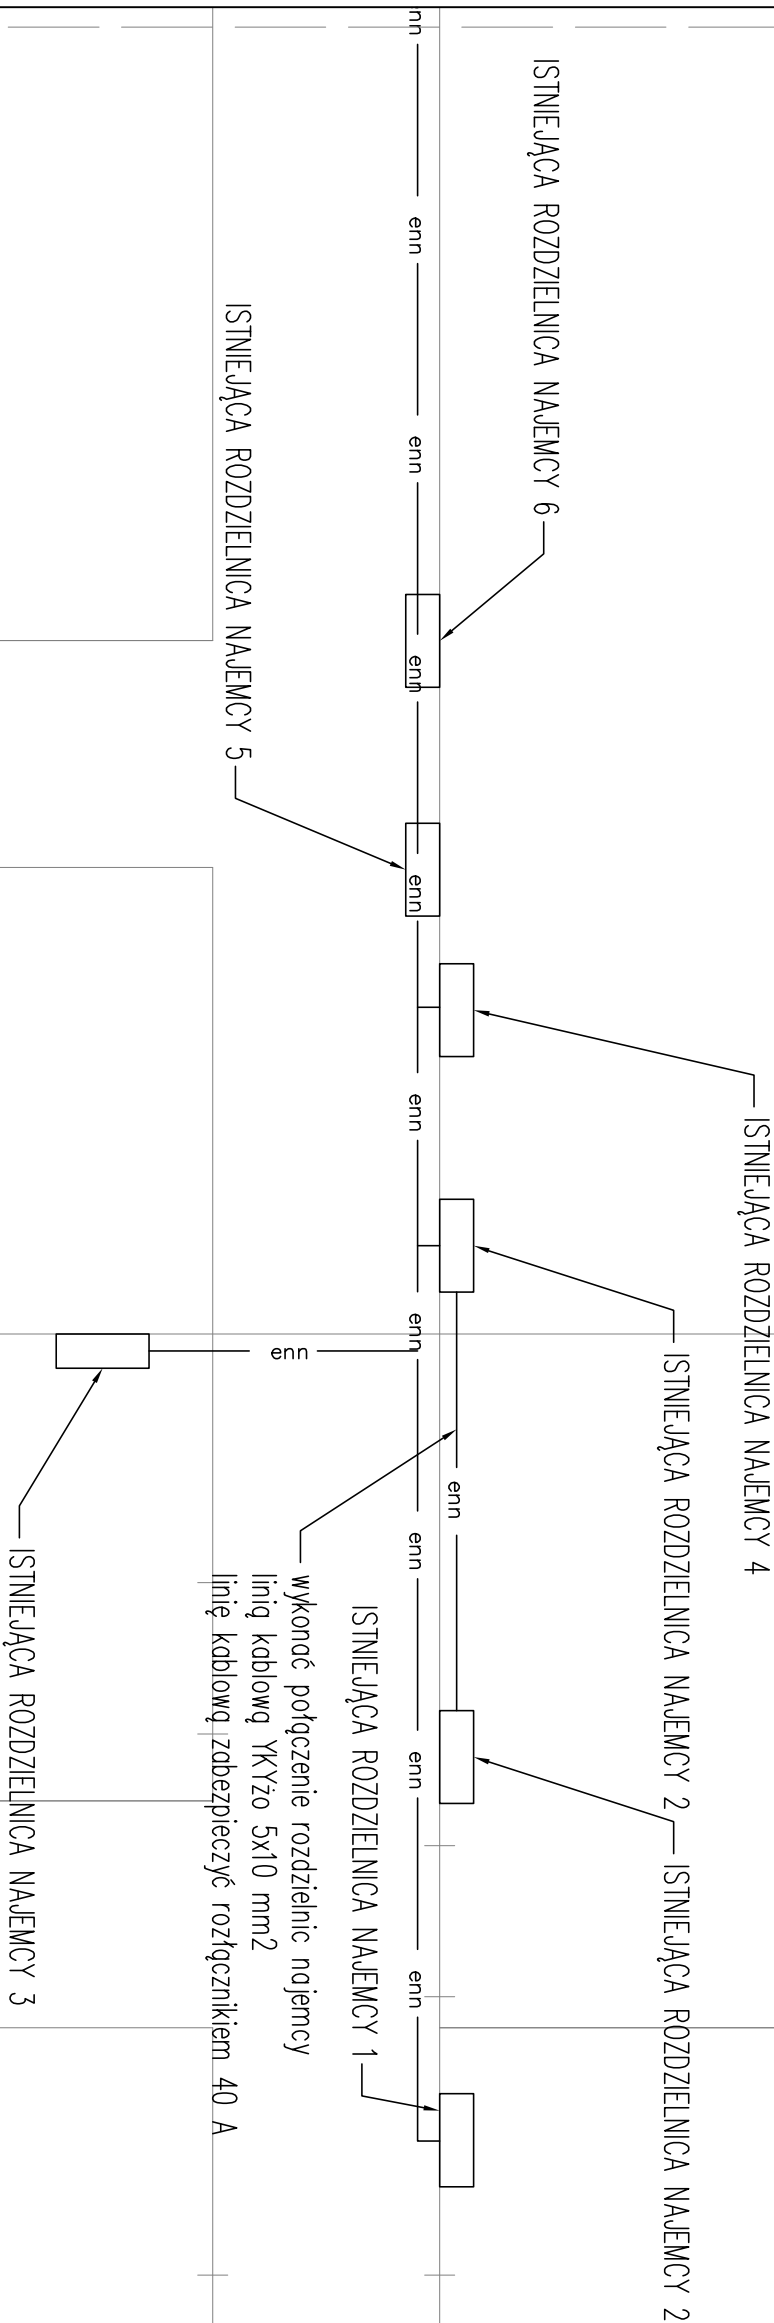 enn
ISTNIEJĄCA ROZDZIELNICA NAJEMCY 6
enn
ISTNIEJĄCA ROZDZIELNICA NAJEMCY 5
enn
enn
enn
ISTNIEJĄCA ROZDZIELNICA NAJEMCY 4
enn
ISTNIEJĄCA ROZDZIELNICA NAJEMCY 2
enn
enn
enn
ISTNIEJĄCA ROZDZIELNICA NAJEMCY 3
enn
wykonać połączenie rozdzielnic najemcy
linią kablową YKYżo 5x10 mm2
linię kablową zabezpieczyć rozłącznikiem 40 A
ISTNIEJĄCA ROZDZIELNICA NAJEMCY 1
enn
ISTNIEJĄCA ROZDZIELNICA NAJEMCY 2
enn